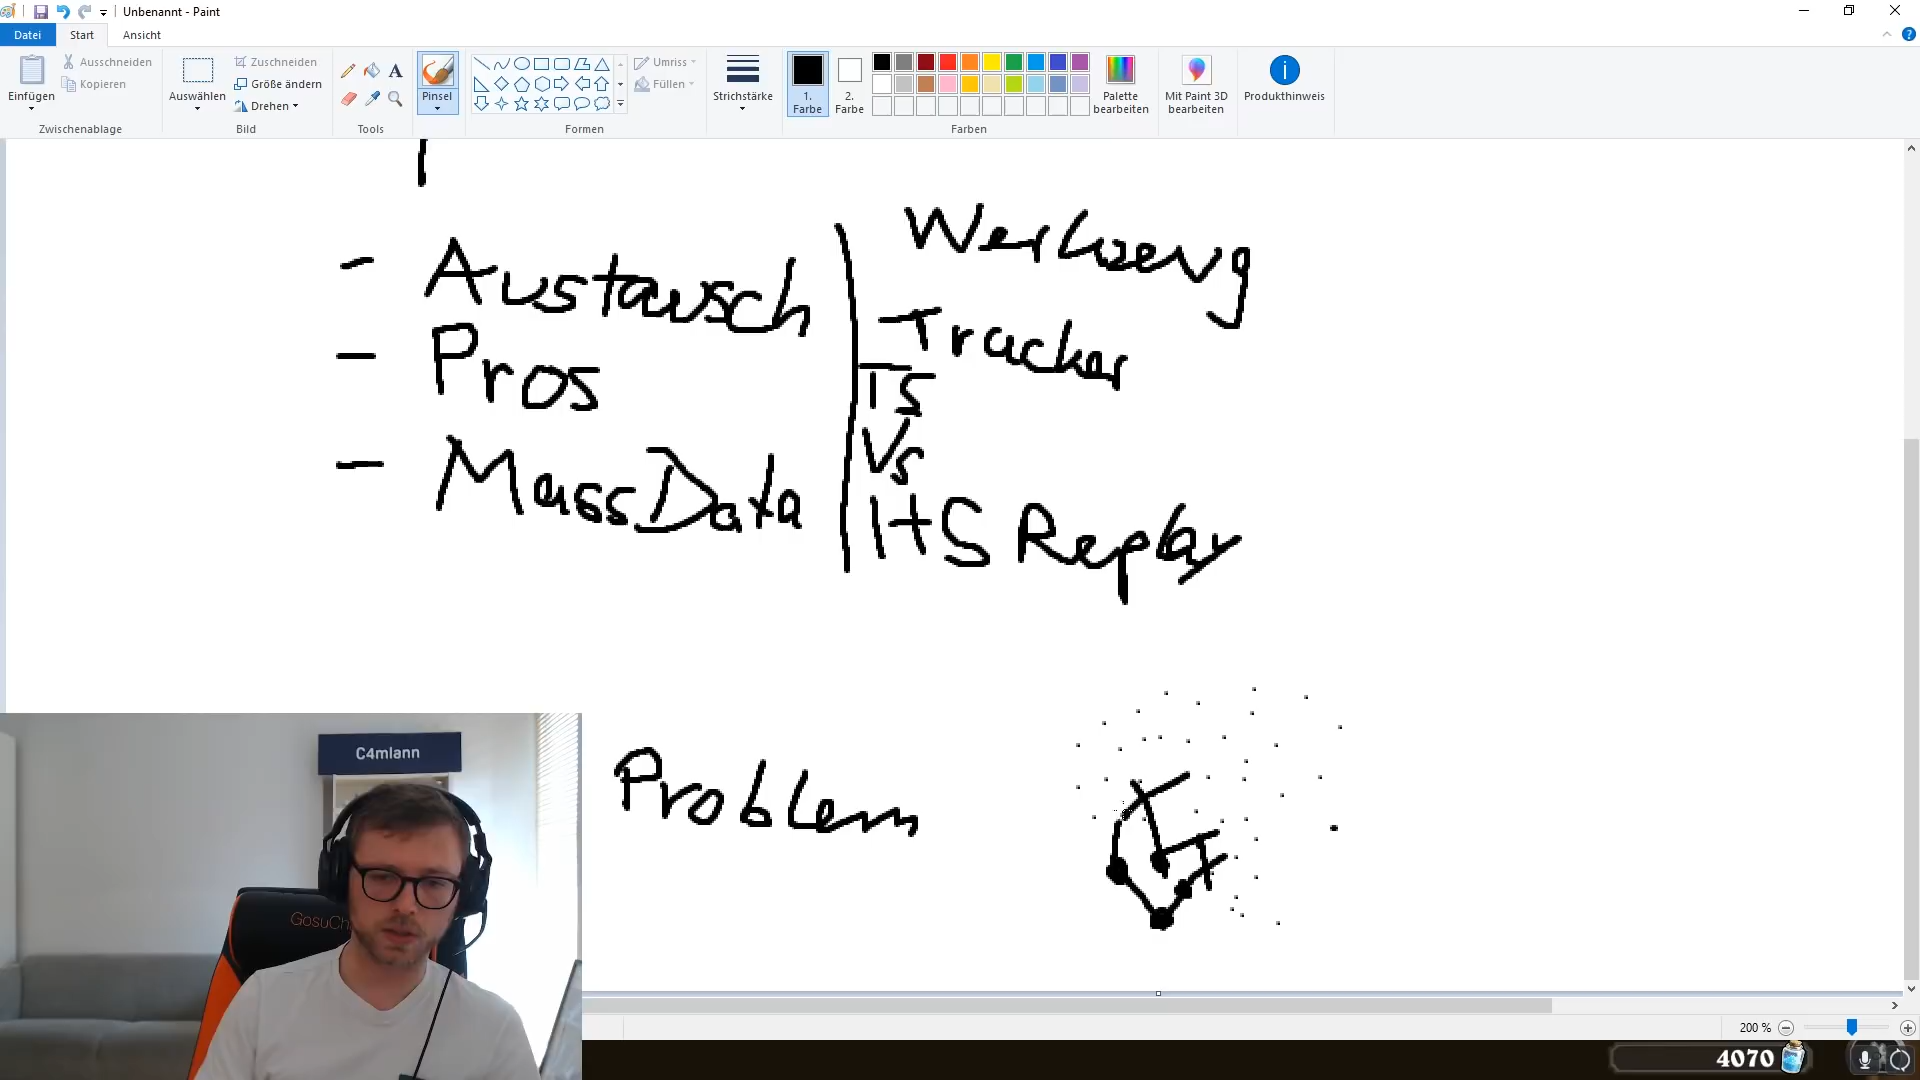 Unbenannt - Paint
Datei
Start
Ansicht
Einfügen
Ausschneiden
Kopieren
Zwischenablage
Auswählen
Zuschneiden
Größe ändern
Drehen
Bild
A
Tools
Pinsel
Formen
Umriss
Füllen
Strichstärke
1.
Farbe
2.
Farbe
Farben
Palette
bearbeiten
Mit Paint 3D
bearbeiten
Produkthinweis
- Austausch
- Pros
- MassData
Werkzeug
Tracker
TS
Vs
HS Replay
Problem
C4mlann
GosuCh
200 %
4070